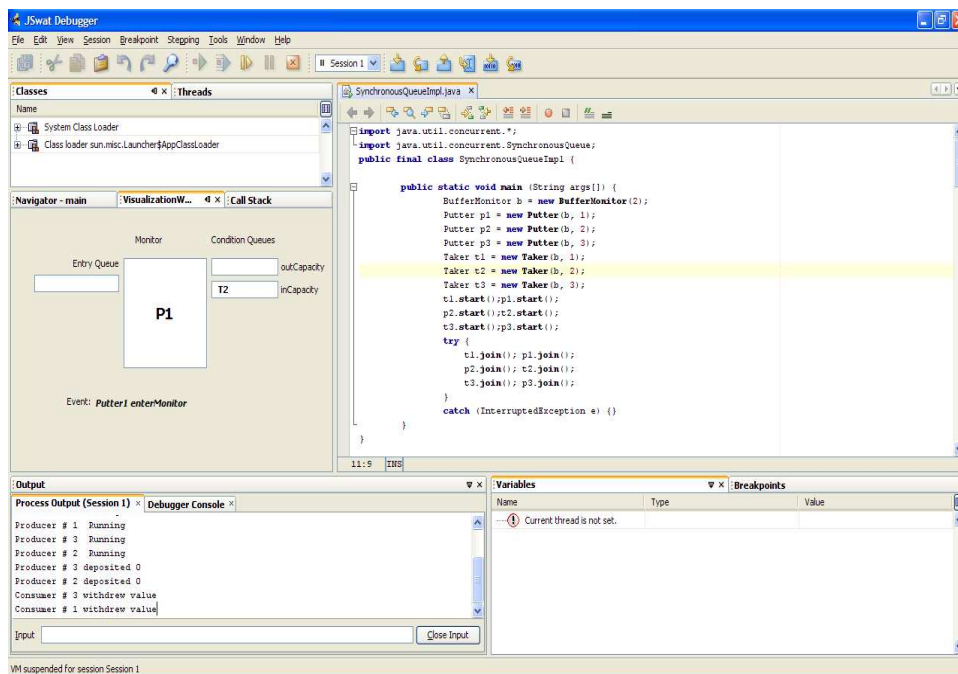 JSwat Debugger
File Edit View Session Breakpoint Stepping Tools Window Help
Session 1
Classes Threads
Name
System Class Loader
Class loader sun.misc.Launcher$AppClassLoader
Navigator - main VisualizationW... Call Stack
Monitor Condition Queues
Entry Queue
outCapacity
T2 inCapacity
P1
Event: Putter1 enterMonitor
SynchronousQueueImpl.java
import java.util.concurrent.*;
import java.util.concurrent.SynchronousQueue;
public final class SynchronousQueueImpl {
public static void main (String args[]) {
BufferMonitor b = new BufferMonitor(2);
Putter p1 = new Putter(b, 1);
Putter p2 = new Putter(b, 2);
Putter p3 = new Putter(b, 3);
Taker t1 = new Taker(b, 1);
Taker t2 = new Taker(b, 2);
Taker t3 = new Taker(b, 3);
t1.start();p1.start();
p2.start();t2.start();
t3.start();p3.start();
try {
t1.join(); p1.join();
p2.join(); t2.join();
t3.join(); p3.join();
}
catch (InterruptedException e) {}
}
}
11:9 INS
Output
Process Output (Session 1) × Debugger Console ×
Producer # 1 Running
Producer # 3 Running
Producer # 2 Running
Producer # 3 deposited 0
Producer # 2 deposited 0
Consumer # 3 withdrew value
Consumer # 1 withdrew value
Input Close Input
Variables Breakpoints
Name Type Value
Current thread is not set.
VM suspended for session Session 1